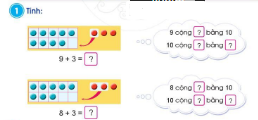 1 Tính:
9 cộng ? bằng 10
10 cộng ? bằng ?
9 + 3 = ?
8 cộng ? bằng 10
10 cộng ? bằng ?
8 + 3 = ?